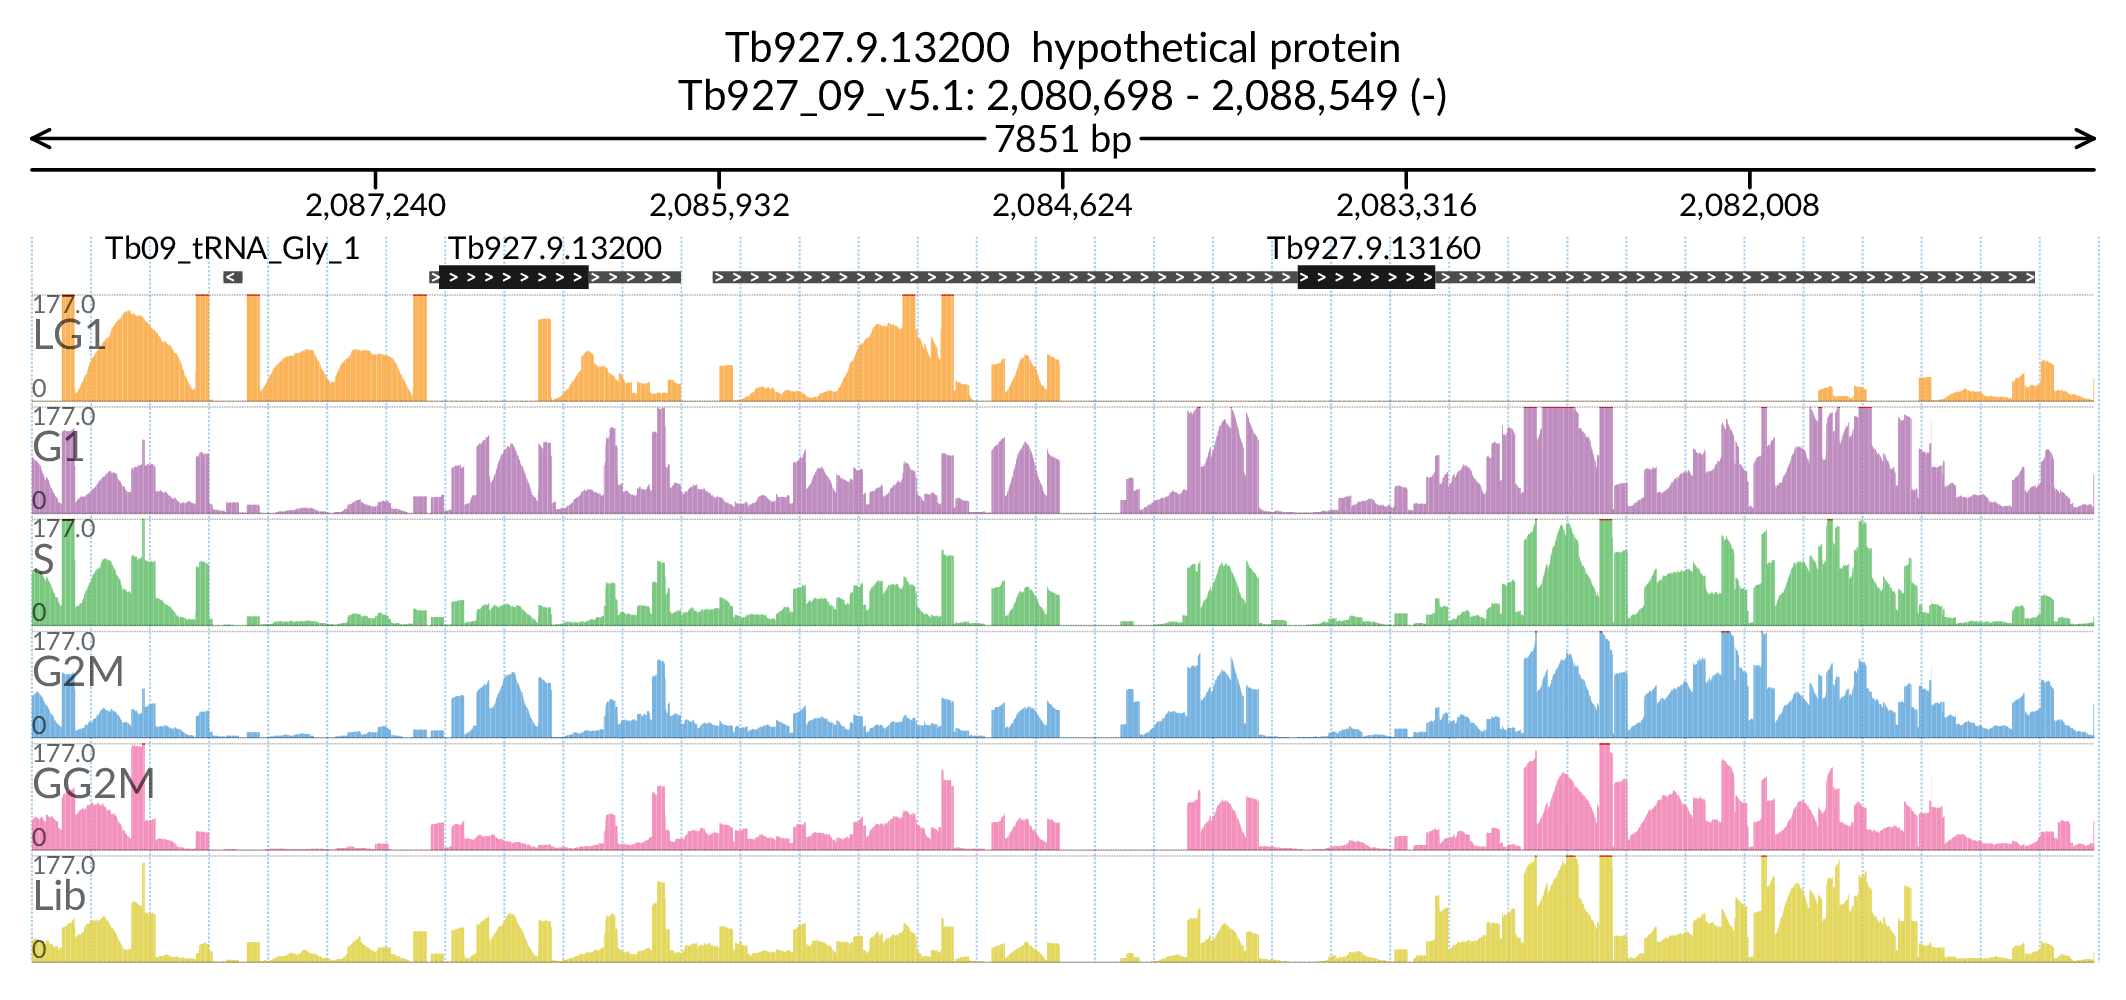 Tb927.9.13200  hypothetical protein
Tb927_09_v5.1: 2,080,698 - 2,088,549 (-)
7851 bp
2,087,240 2,085,932 2,084,624 2,083,316 2,082,008
Tb09_tRNA_Gly_1 Tb927.9.13200 Tb927.9.13160
177.0
LG1
0
177.0
G1
0
177.0
S
0
177.0
G2M
0
177.0
GG2M
0
177.0
Lib
0